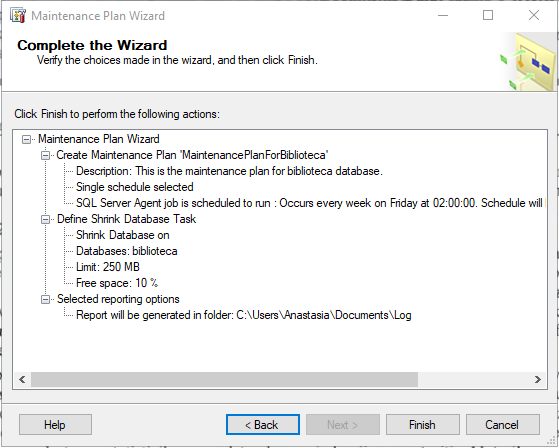 Maintenance Plan Wizard
Complete the Wizard
Verify the choices made in the wizard, and then click Finish.
Click Finish to perform the following actions:
Maintenance Plan Wizard
Create Maintenance Plan 'MaintenancePlanForBiblioteca'
Description: This is the maintenance plan for biblioteca database.
Single schedule selected
SQL Server Agent job is scheduled to run : Occurs every week on Friday at 02:00:00. Schedule will
Define Shrink Database Task
Shrink Database on
Databases: biblioteca
Limit: 250 MB
Free space: 10 %
Selected reporting options
Report will be generated in folder: C:\Users\Anastasia\Documents\Log
Help
< Back
Next >
Finish
Cancel